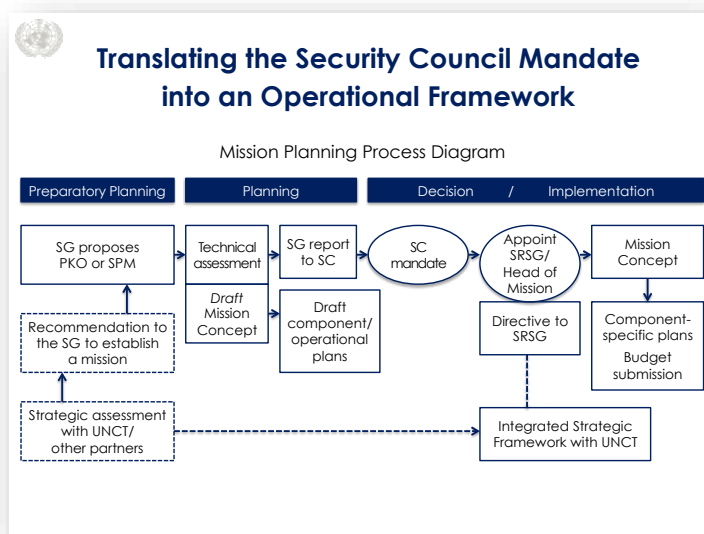 Translating the Security Council Mandate
into an Operational Framework
Mission Planning Process Diagram
Preparatory Planning
Planning
Decision / Implementation
SG proposes
PKO or SPM
Technical
assessment
SG report
to SC
SC
mandate
Appoint
SRSG/
Head of
Mission
Mission
Concept
Recommendation to
the SG to establish
a mission
Draft
Mission
Concept
Draft
component/
operational
plans
Directive to
SRSG
Component-
specific plans
Budget
submission
Strategic assessment
with UNCT/
other partners
Integrated Strategic
Framework with UNCT